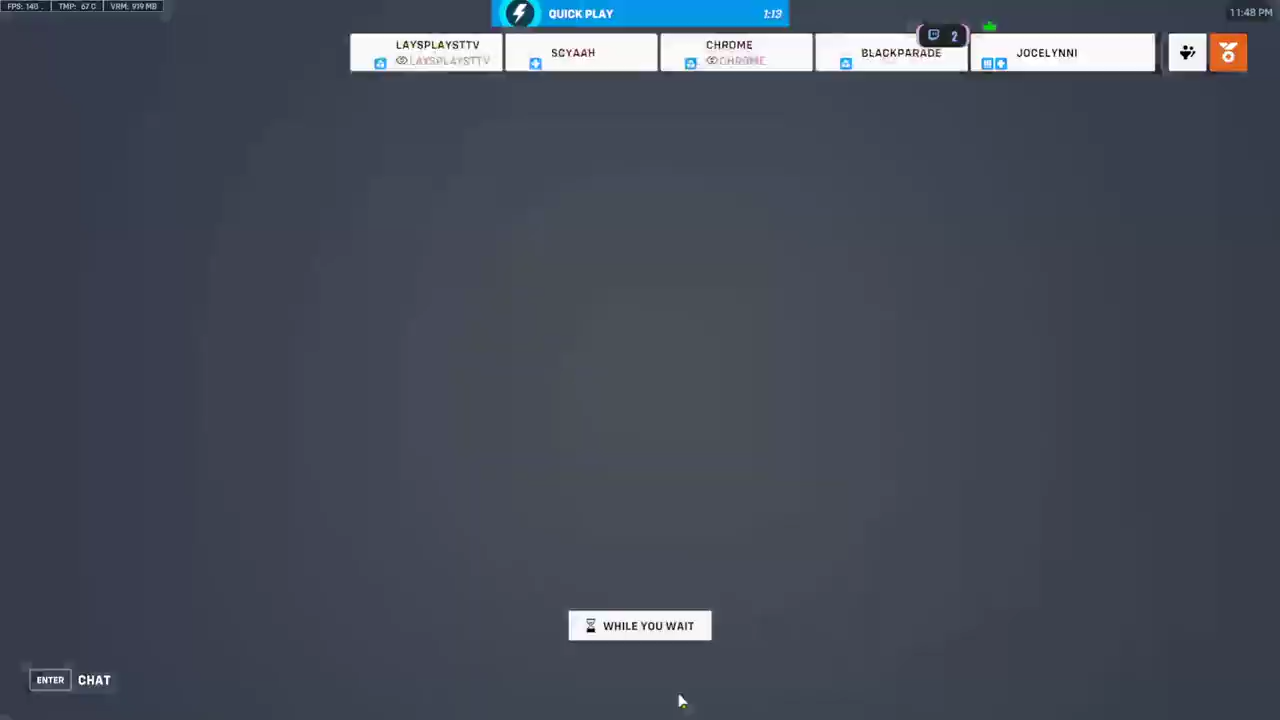 FPS: 140 . TMP: 67 C VRM: 919 MB
QUICK PLAY 1:13
11:48 PM
2
LAYSPLAYSTTV
LAYSPLAYSTTV
SCYAAH
CHROME
CHROME
BLACKPARADE
JOCELYNNI
WHILE YOU WAIT
ENTER CHAT